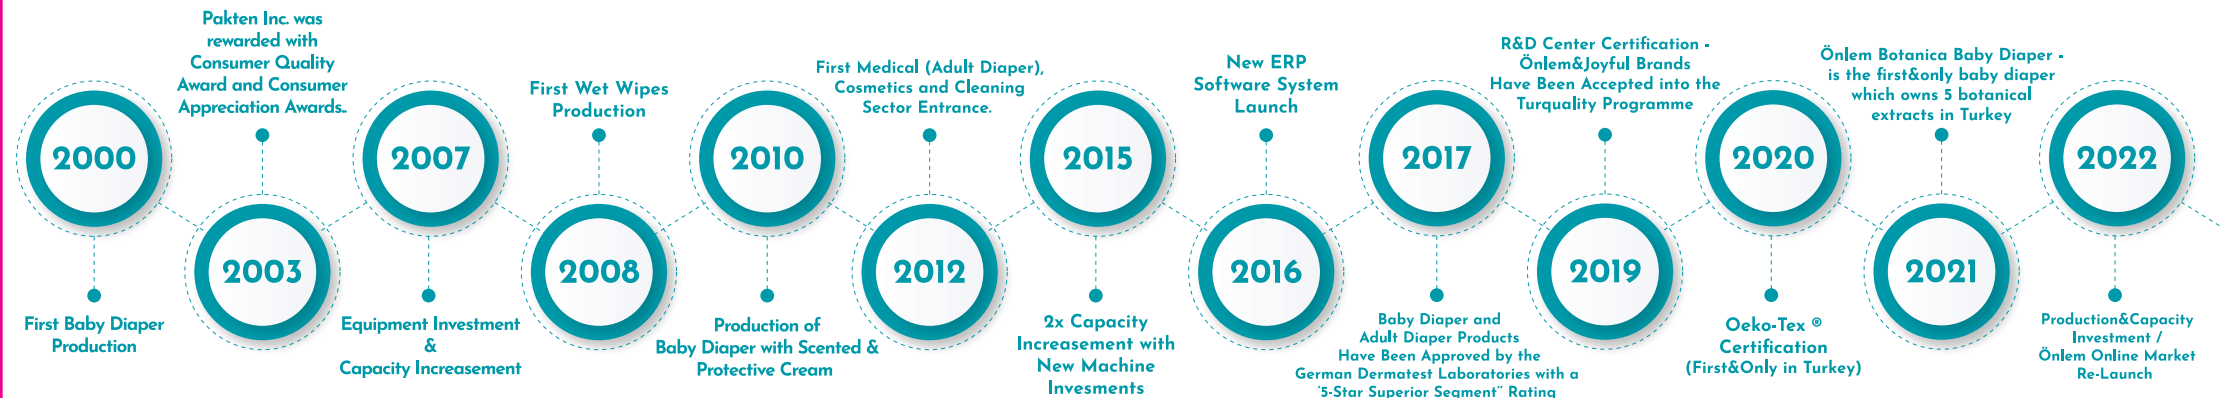 2000
First Baby Diaper
Production
Pakten Inc. was
rewarded with
Consumer Quality
Award and Consumer
Appreciation Awards..
2003
2007
Equipment Investment
&
Capacity Increasement
First Wet Wipes
Production
2008
2010
Production of
Baby Diaper with Scented &
Protective Cream
First Medical (Adult Diaper),
Cosmetics and Cleaning
Sector Entrance.
2012
2015
2x Capacity
Increasement with
New Machine
Invesments
New ERP
Software System
Launch
2016
2017
Baby Diaper and
Adult Diaper Products
Have Been Approved by the
German Dermatest Laboratories with a
"5-Star Superior Segment" Rating
R&D Center Certification -
Önlem&Joyful Brands
Have Been Accepted into the
Turquality Programme
2019
2020
Oeko-Tex ®
Certification
(First&Only in Turkey)
Önlem Botanica Baby Diaper -
is the first&only baby diaper
which owns 5 botanical
extracts in Turkey
2021
2022
Production&Capacity
Investment /
Önlem Online Market
Re-Launch